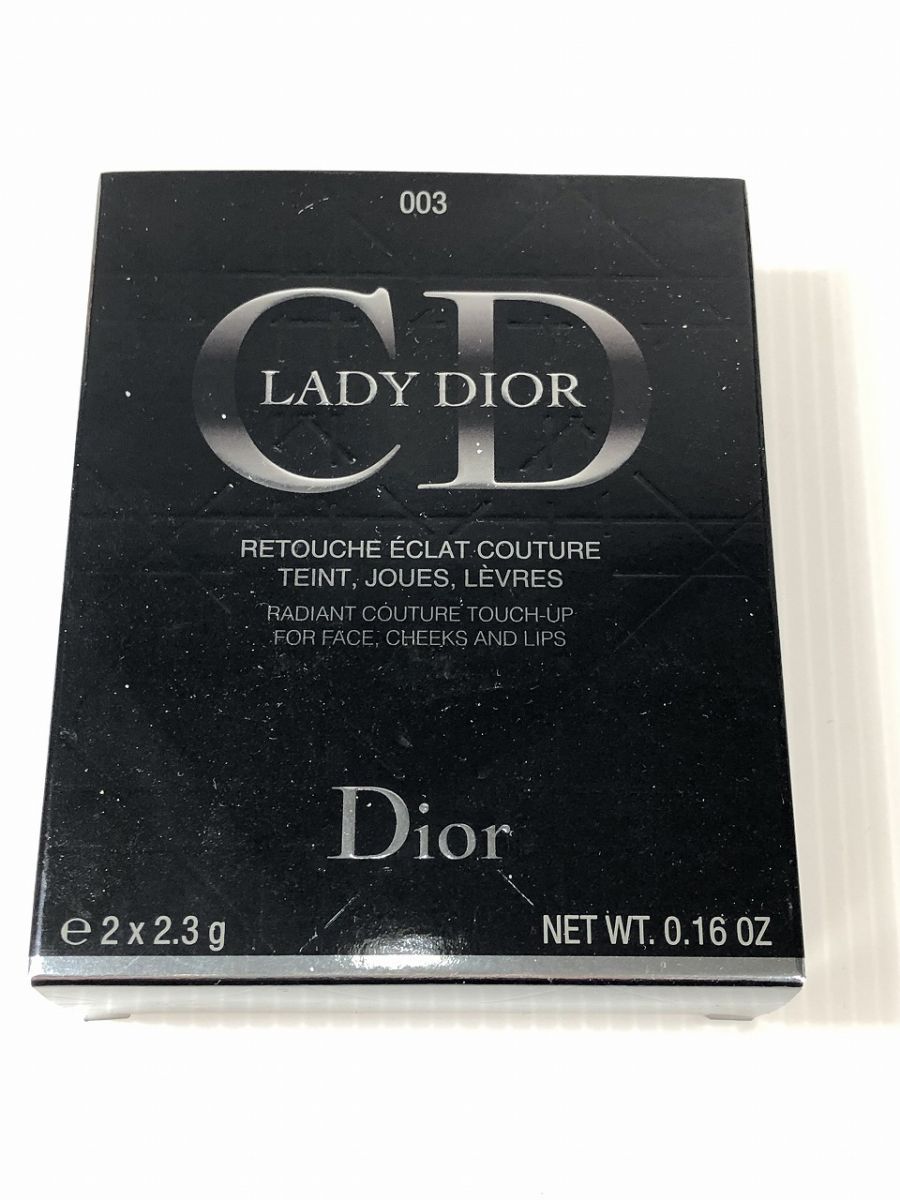 003
CD
LADY DIOR
RETOUCHE ÉCLAT COUTURE
TEINT, JOUES, LÈVRES
RADIANT COUTURE TOUCH-UP
FOR FACE, CHEEKS AND LIPS
Dior
℮ 2 x 2.3 g NET WT. 0.16 OZ